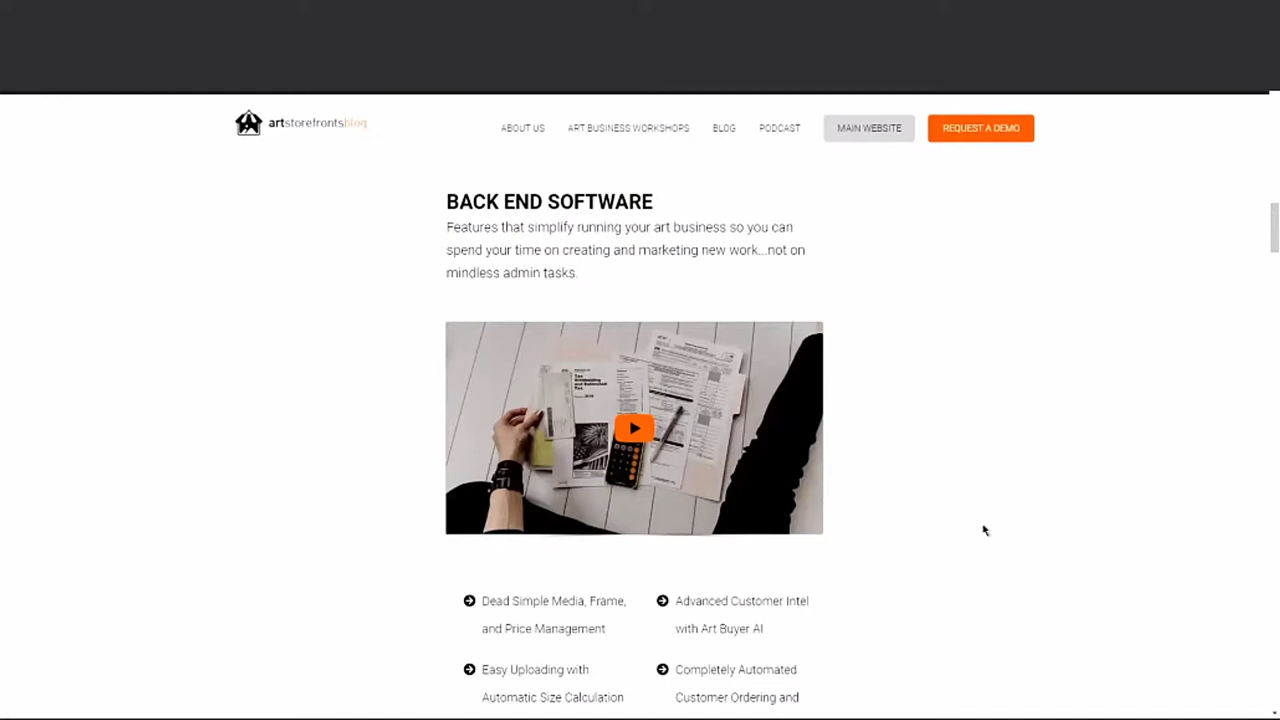 artstorefrontsblog
ABOUT US
ART BUSINESS WORKSHOPS
BLOG
PODCAST
MAIN WEBSITE
REQUEST A DEMO
BACK END SOFTWARE
Features that simplify running your art business so you can
spend your time on creating and marketing new work...not on
mindless admin tasks.
Dead Simple Media, Frame,
and Price Management
Advanced Customer Intel
with Art Buyer AI
Easy Uploading with
Automatic Size Calculation
Completely Automated
Customer Ordering and